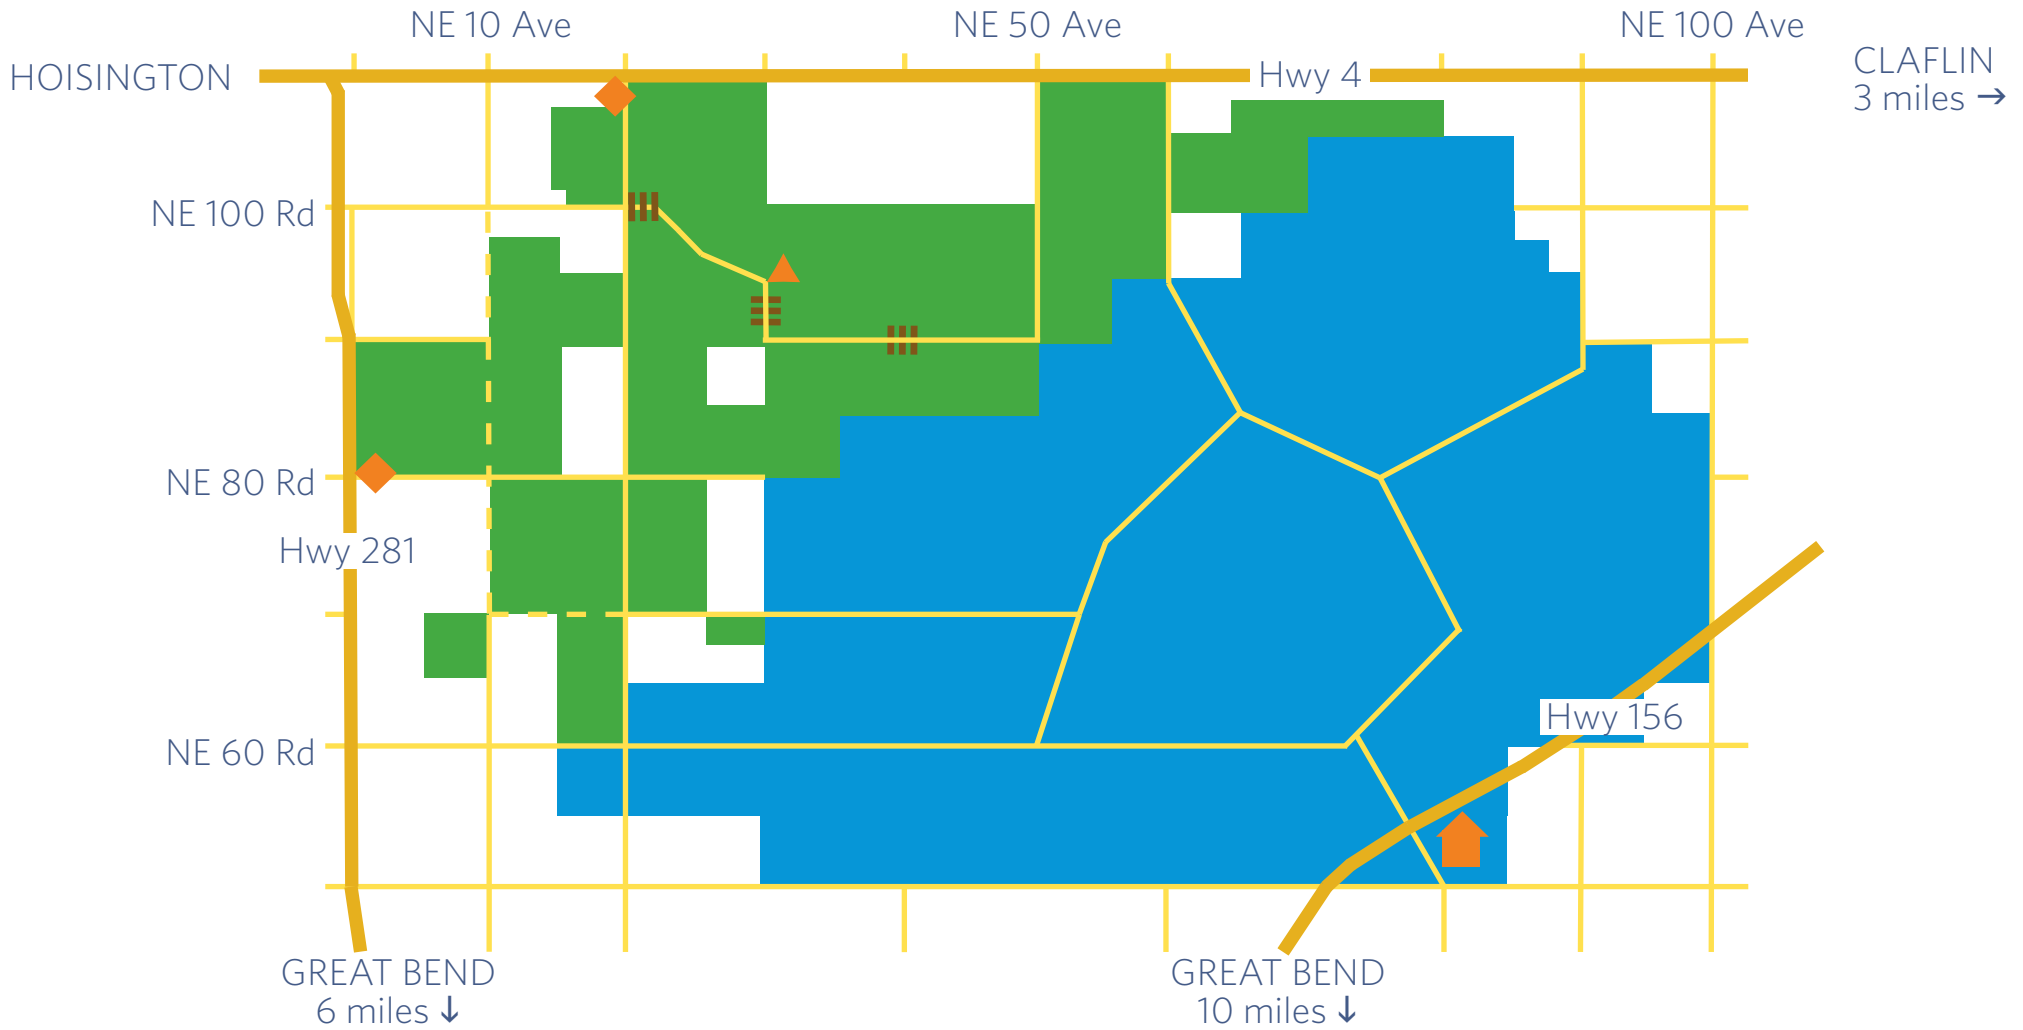 NE 10 Ave
NE 50 Ave
NE 100 Ave
HOISINGTON
Hwy 4
CLAFLIN
3 miles →
NE 100 Rd
NE 80 Rd
Hwy 281
Hwy 156
NE 60 Rd
GREAT BEND
6 miles ↓
GREAT BEND
10 miles ↓